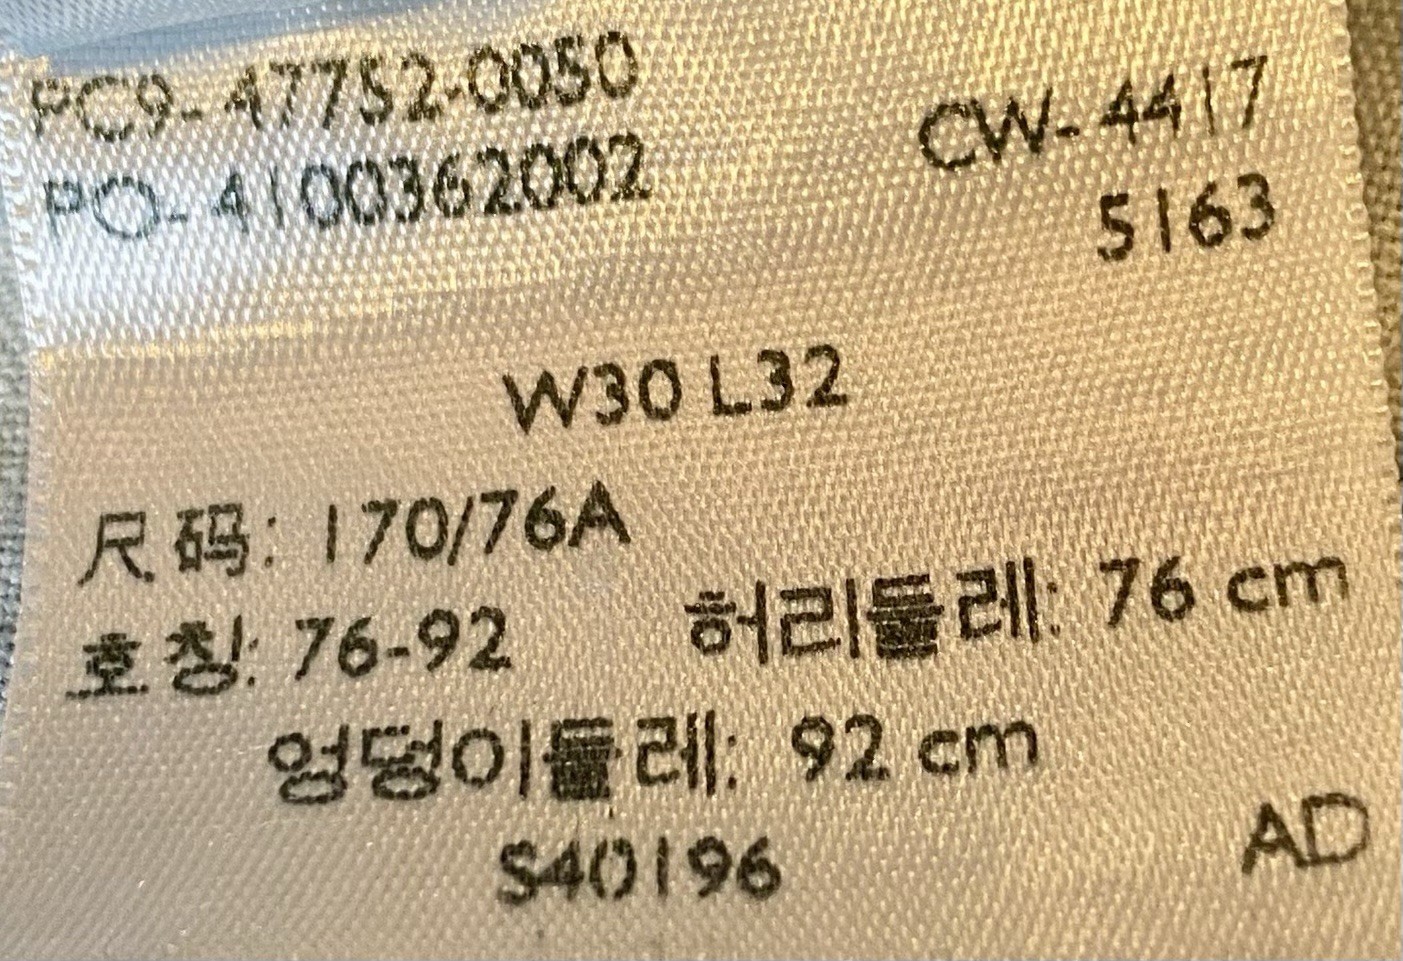 PC9-47752-0050
CW-4417
PO-4100362002
5163
W30 L32
尺码: 170/76A
호칭: 76-92 허리둘레: 76 cm
엉덩이둘레: 92 cm
S40196
AD